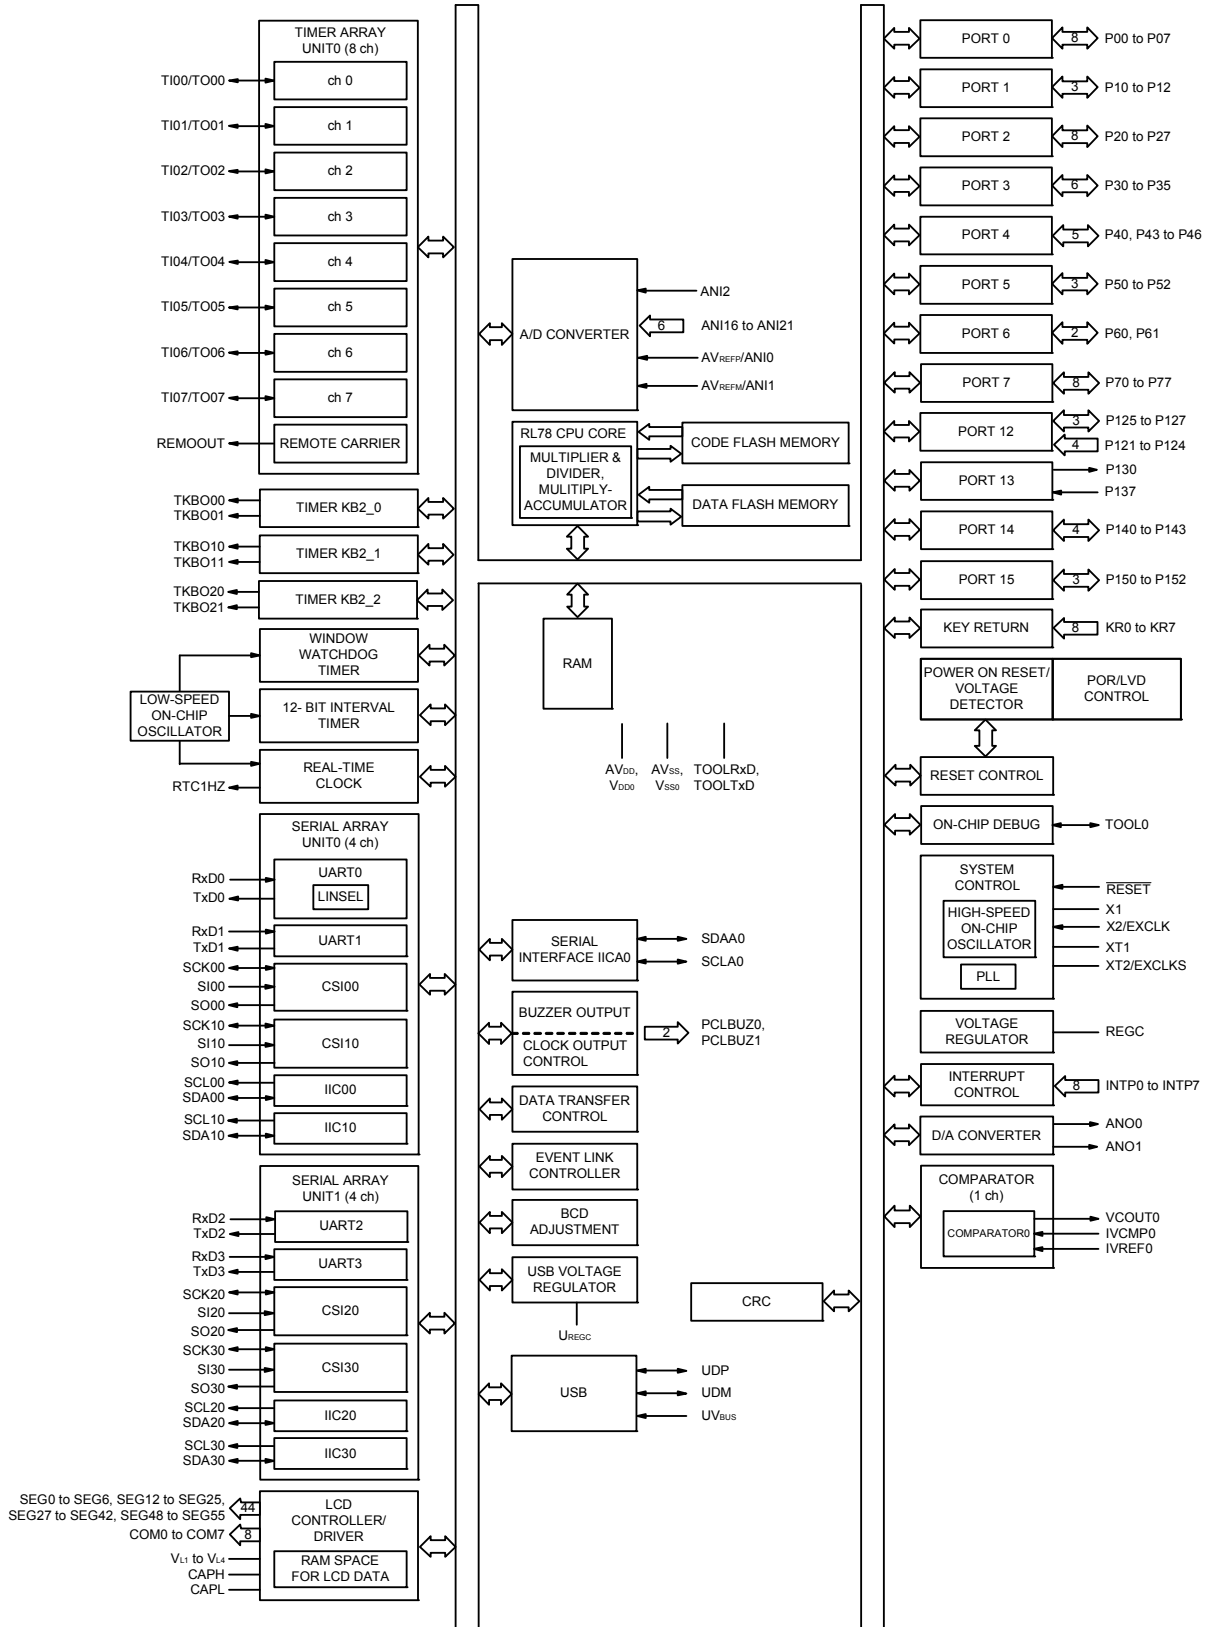 TIMER ARRAY
UNIT0 (8 ch)
TI00/TO00
ch 0
TI01/TO01
ch 1
TI02/TO02
ch 2
TI03/TO03
ch 3
TI04/TO04
ch 4
TI05/TO05
ch 5
TI06/TO06
ch 6
TI07/TO07
ch 7
REMOOUT
REMOTE CARRIER
TKBO00
TKBO01
TIMER KB2_0
TKBO10
TKBO11
TIMER KB2_1
TKBO20
TKBO21
TIMER KB2_2
WINDOW
WATCHDOG
TIMER
LOW-SPEED
ON-CHIP
OSCILLATOR
12- BIT INTERVAL
TIMER
REAL-TIME
CLOCK
RTC1HZ
SERIAL ARRAY
UNIT0 (4 ch)
RxD0
TxD0
UART0
LINSEL
RxD1
TxD1
UART1
SCK00
SI00
SO00
CSI00
SCK10
SI10
SO10
CSI10
SCL00
SDA00
IIC00
SCL10
SDA10
IIC10
SERIAL ARRAY
UNIT1 (4 ch)
RxD2
TxD2
UART2
RxD3
TxD3
UART3
SCK20
SI20
SO20
CSI20
SCK30
SI30
SO30
CSI30
SCL20
SDA20
IIC20
SCL30
SDA30
IIC30
SEG0 to SEG6, SEG12 to SEG25,
SEG27 to SEG42, SEG48 to SEG55
44
COM0 to COM7
8
VL1 to VL4
CAPH
CAPL
LCD
CONTROLLER/
DRIVER
RAM SPACE
FOR LCD DATA
A/D CONVERTER
ANI2
6
ANI16 to ANI21
AVREFP/ANI0
AVREFM/ANI1
RL78 CPU CORE
MULTIPLIER &
DIVIDER,
MULITIPLY-
ACCUMULATOR
CODE FLASH MEMORY
DATA FLASH MEMORY
RAM
AVDD,
VDD0
AVSS,
VSS0
TOOLRxD,
TOOLTxD
SERIAL
INTERFACE IICA0
SDAA0
SCLA0
BUZZER OUTPUT
CLOCK OUTPUT
CONTROL
2
PCLBUZ0,
PCLBUZ1
DATA TRANSFER
CONTROL
EVENT LINK
CONTROLLER
BCD
ADJUSTMENT
USB VOLTAGE
REGULATOR
UREGC
CRC
USB
UDP
UDM
UVBUS
PORT 0
8
P00 to P07
PORT 1
3
P10 to P12
PORT 2
8
P20 to P27
PORT 3
6
P30 to P35
PORT 4
5
P40, P43 to P46
PORT 5
3
P50 to P52
PORT 6
2
P60, P61
PORT 7
8
P70 to P77
PORT 12
3
P125 to P127
4
P121 to P124
PORT 13
P130
P137
PORT 14
4
P140 to P143
PORT 15
3
P150 to P152
KEY RETURN
8
KR0 to KR7
POWER ON RESET/
VOLTAGE
DETECTOR
POR/LVD
CONTROL
RESET CONTROL
ON-CHIP DEBUG
TOOL0
SYSTEM
CONTROL
HIGH-SPEED
ON-CHIP
OSCILLATOR
PLL
RESET
X1
X2/EXCLK
XT1
XT2/EXCLKS
VOLTAGE
REGULATOR
REGC
INTERRUPT
CONTROL
8
INTP0 to INTP7
D/A CONVERTER
ANO0
ANO1
COMPARATOR
(1 ch)
COMPARATOR0
VCOUT0
IVCMP0
IVREF0